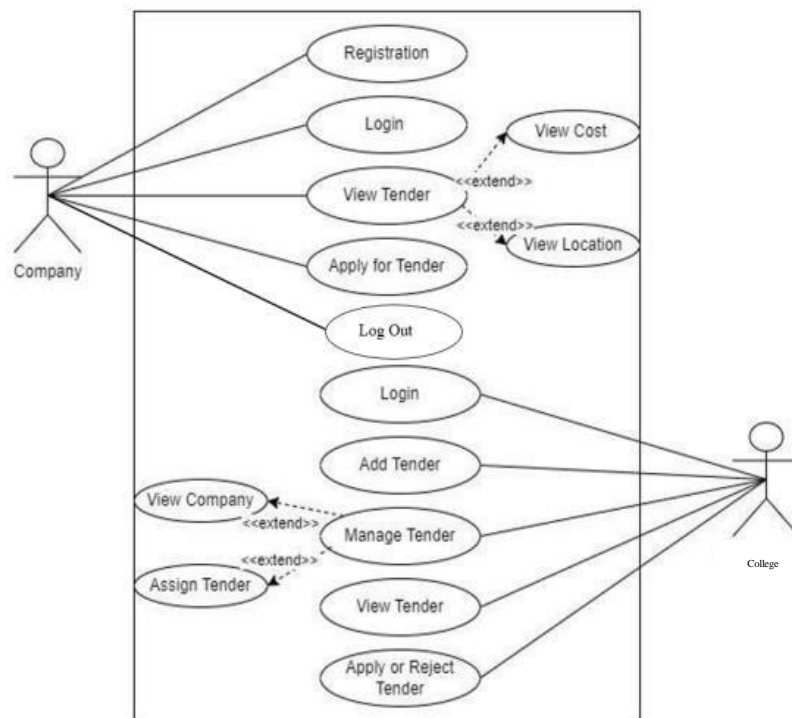 Registration
Login
View Cost
<<extend>>
View Tender
<<extend>>
View Location
Apply for Tender
Company
Log Out
Login
Add Tender
View Company
<<extend>>
Manage Tender
<<extend>>
Assign Tender
College
View Tender
Apply or Reject
Tender